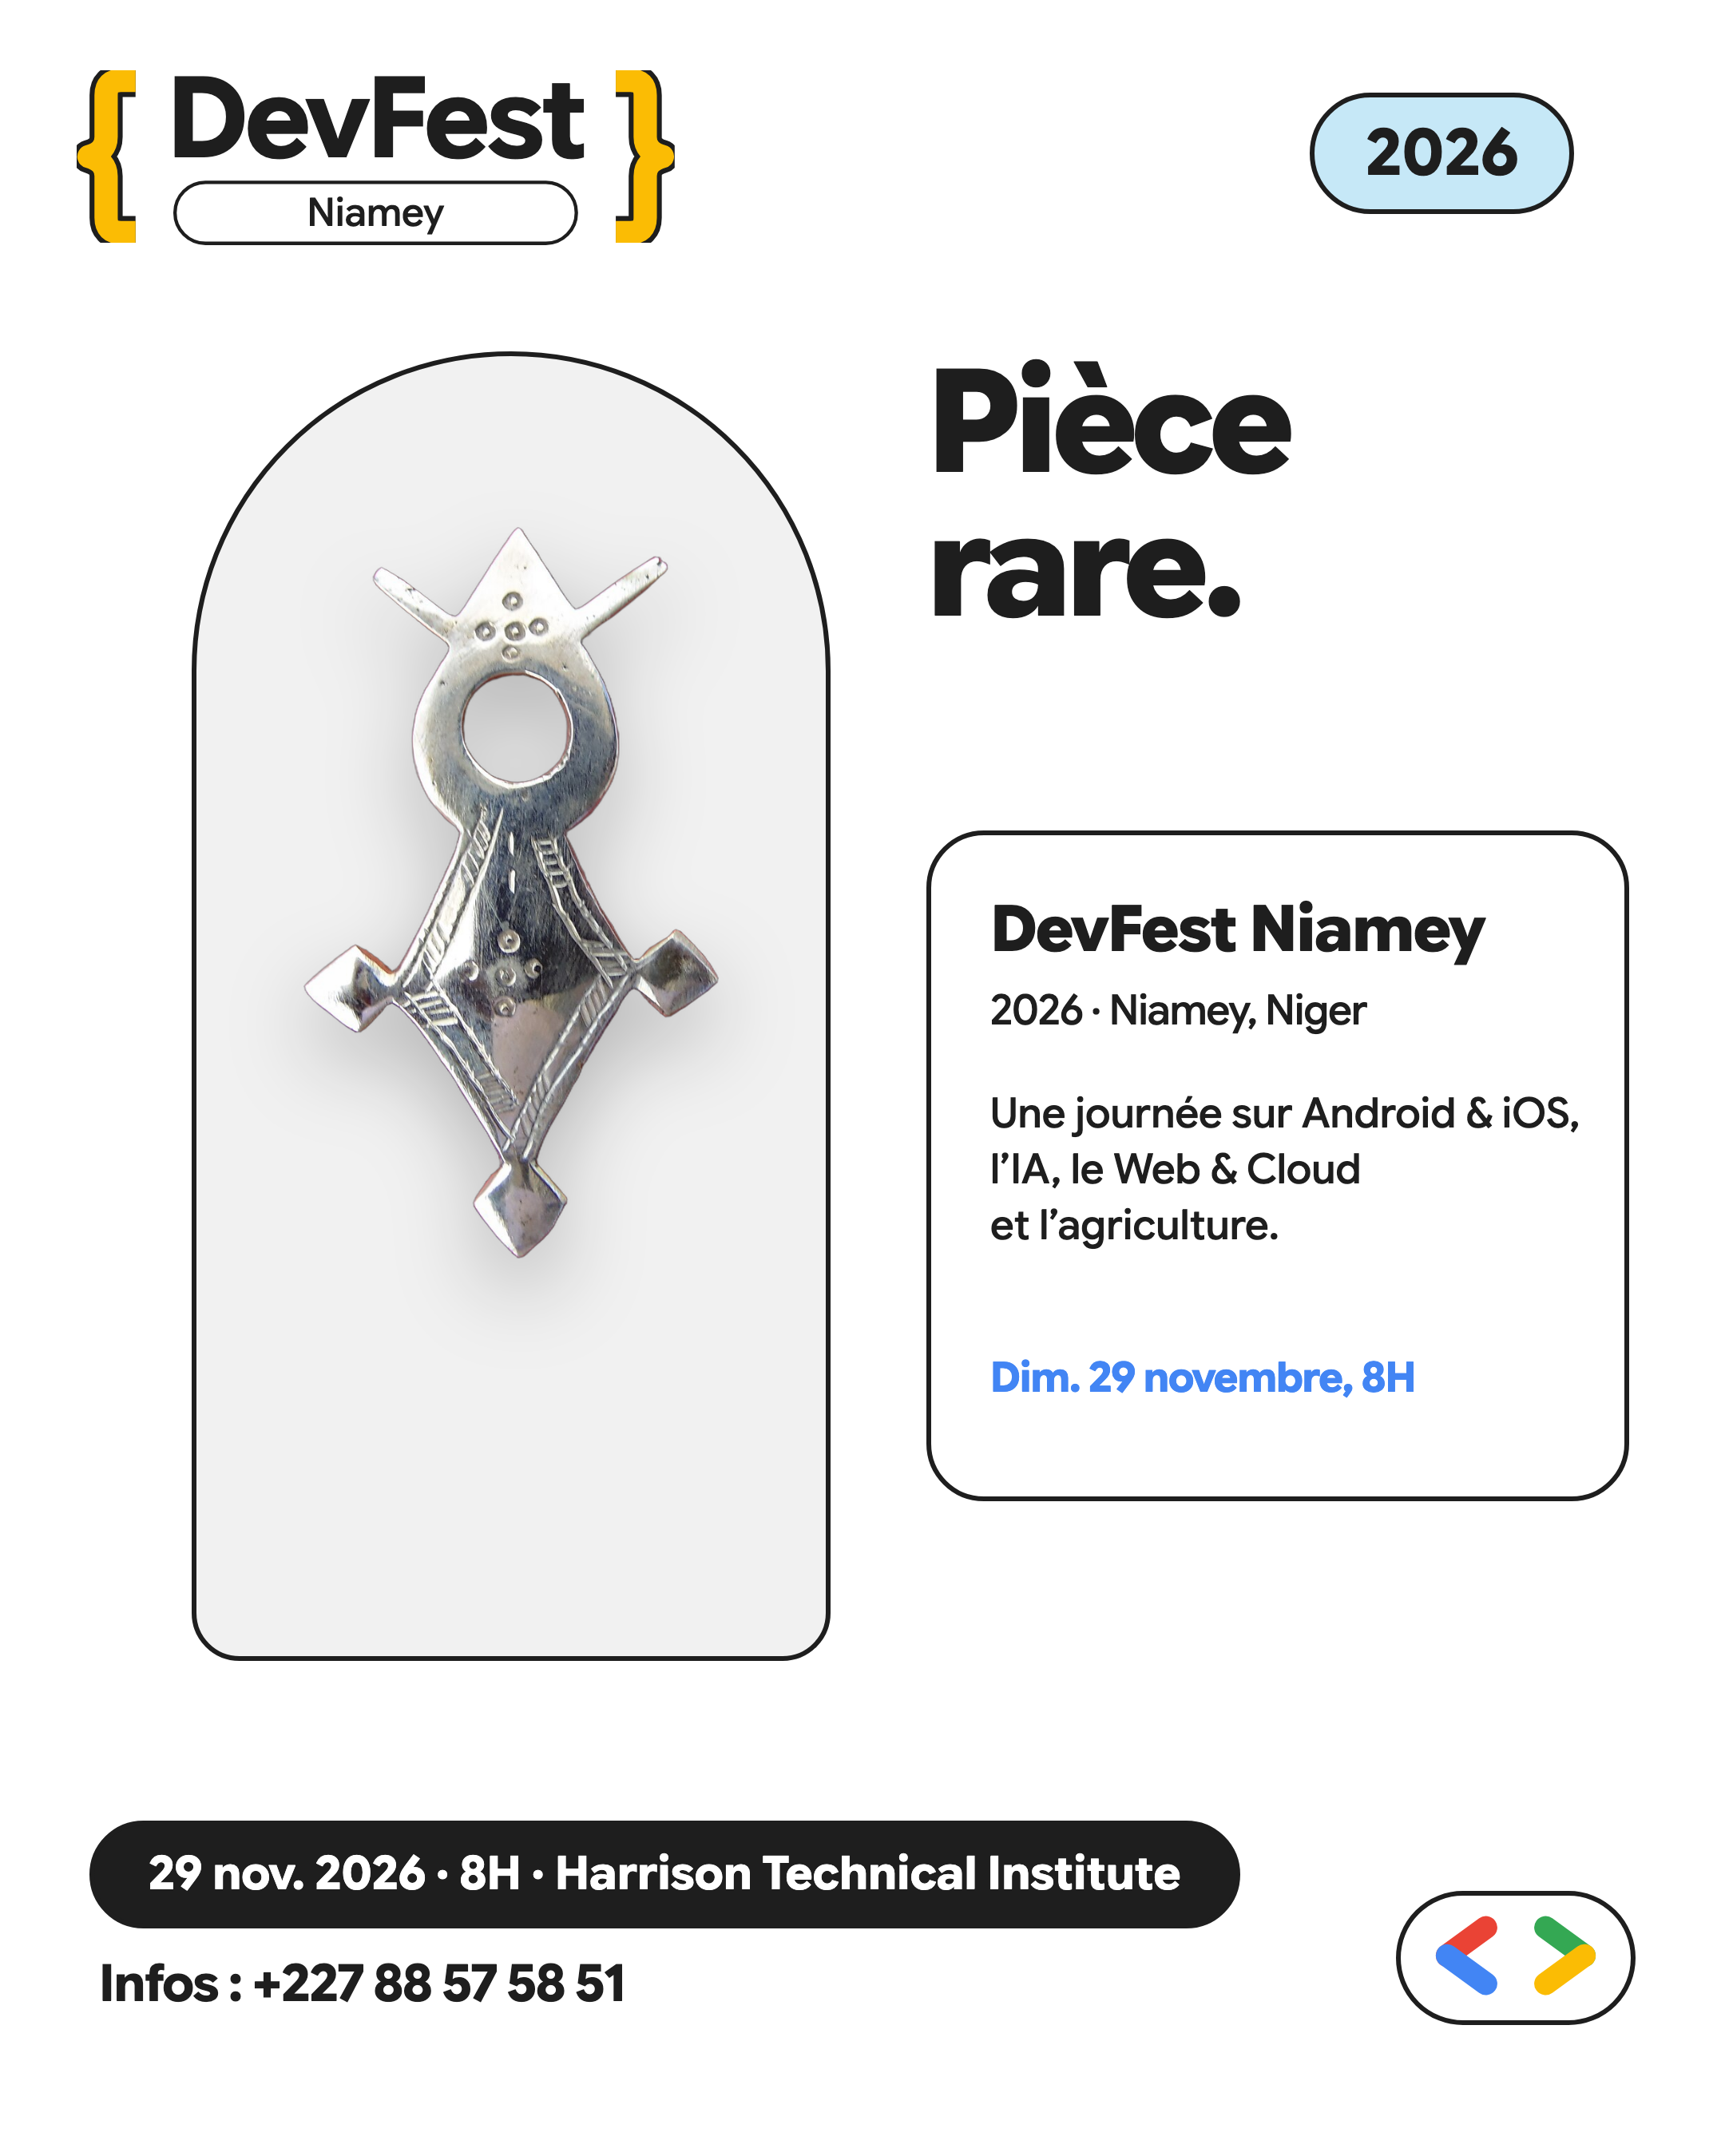 DevFest
Niamey
2026
Pièce
rare.
DevFest Niamey
2026 · Niamey, Niger
Une journée sur Android & iOS,
l’IA, le Web & Cloud
et l’agriculture.
Dim. 29 novembre, 8H
29 nov. 2026 · 8H · Harrison Technical Institute
Infos : +227 88 57 58 51